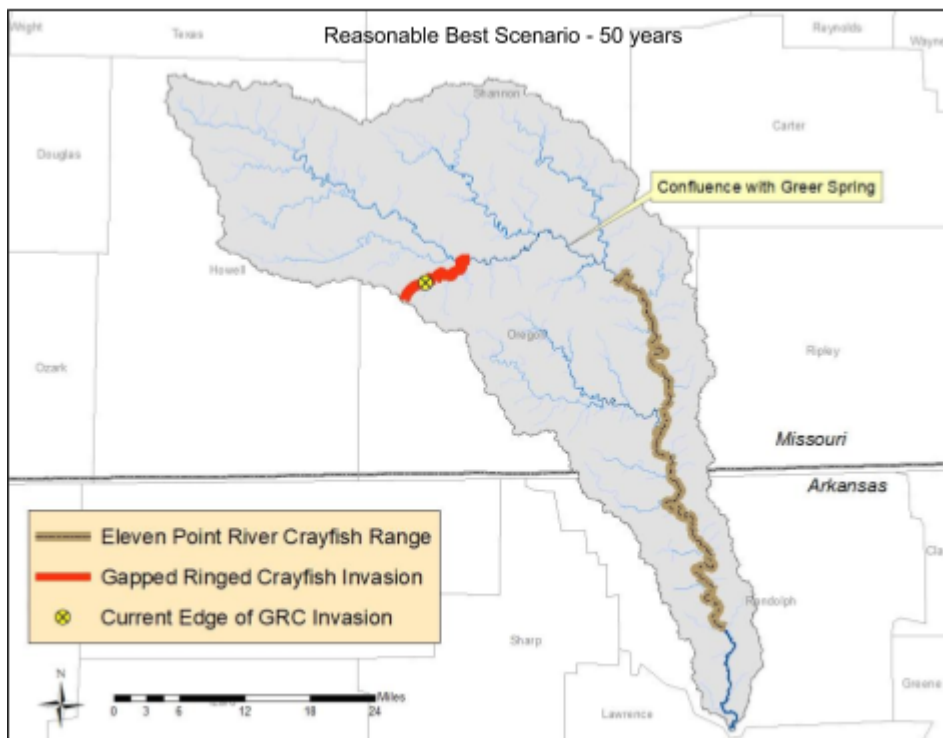 Reasonable Best Scenario - 50 years
Wright
Texas
Reynolds
Wayne
Shannon
Carter
Douglas
Confluence with Greer Spring
Howell
Oregon
Ozark
Ripley
Missouri
Arkansas
Eleven Point River Crayfish Range
Gapped Ringed Crayfish Invasion
Current Edge of GRC Invasion
Cla
Randolph
Sharp
Greene
N
Miles
0 3 6 12 18 24
Lawrence